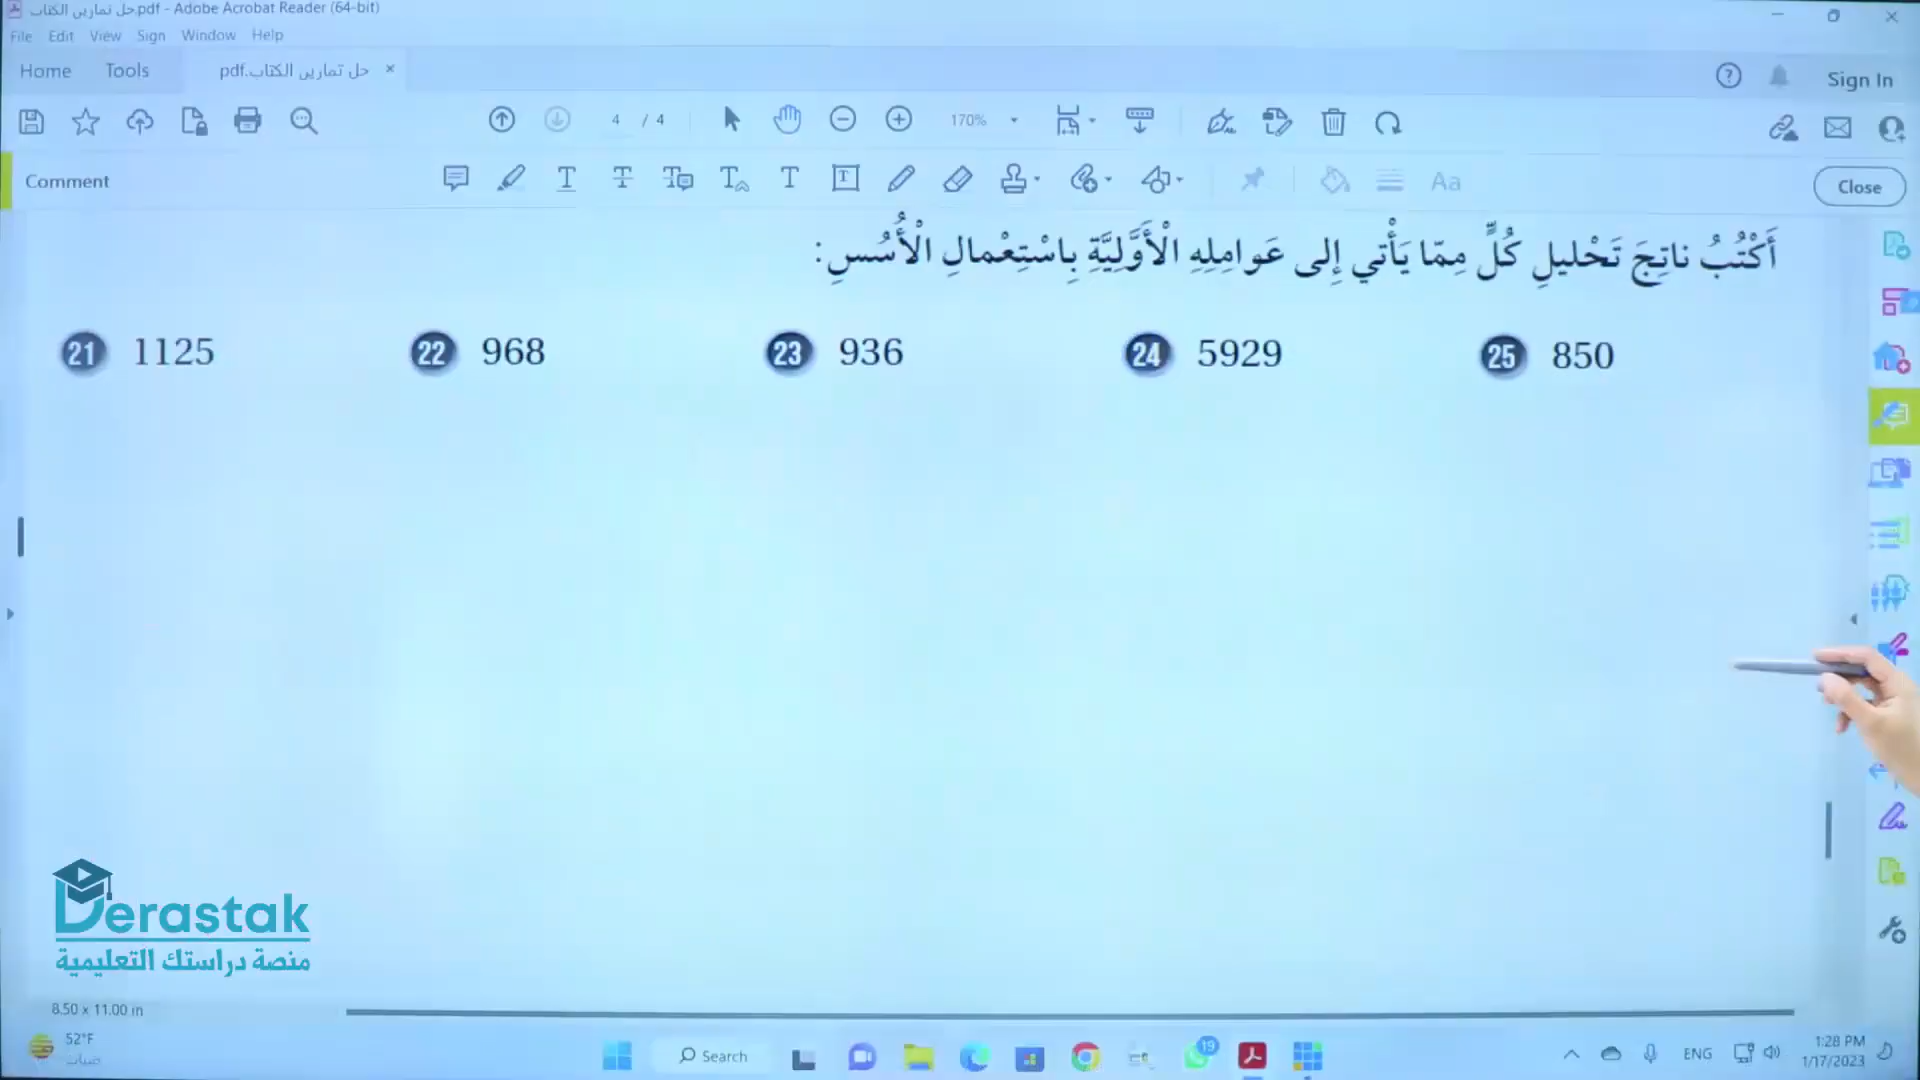 حل تمارين الكتاب.pdf - Adobe Acrobat Reader (64-bit)
File Edit View Sign Window Help
Home Tools حل تمارين الكتاب.pdf × Sign In
4 / 4 170%
Comment Close
أَكْتُبُ ناتِجَ تَحْليلِ كُلٍّ مِمّا يَأْتي إِلى عَوامِلِهِ الْأَوَّلِيَّةِ بِاسْتِعْمالِ الْأُسُسِ:
21 1125 22 968 23 936 24 5929 25 850
Derastak
منصة دراستك التعليمية
8.50 x 11.00 in
52°F
ضباب
Search
19
ENG
1:28 PM
1/17/2023